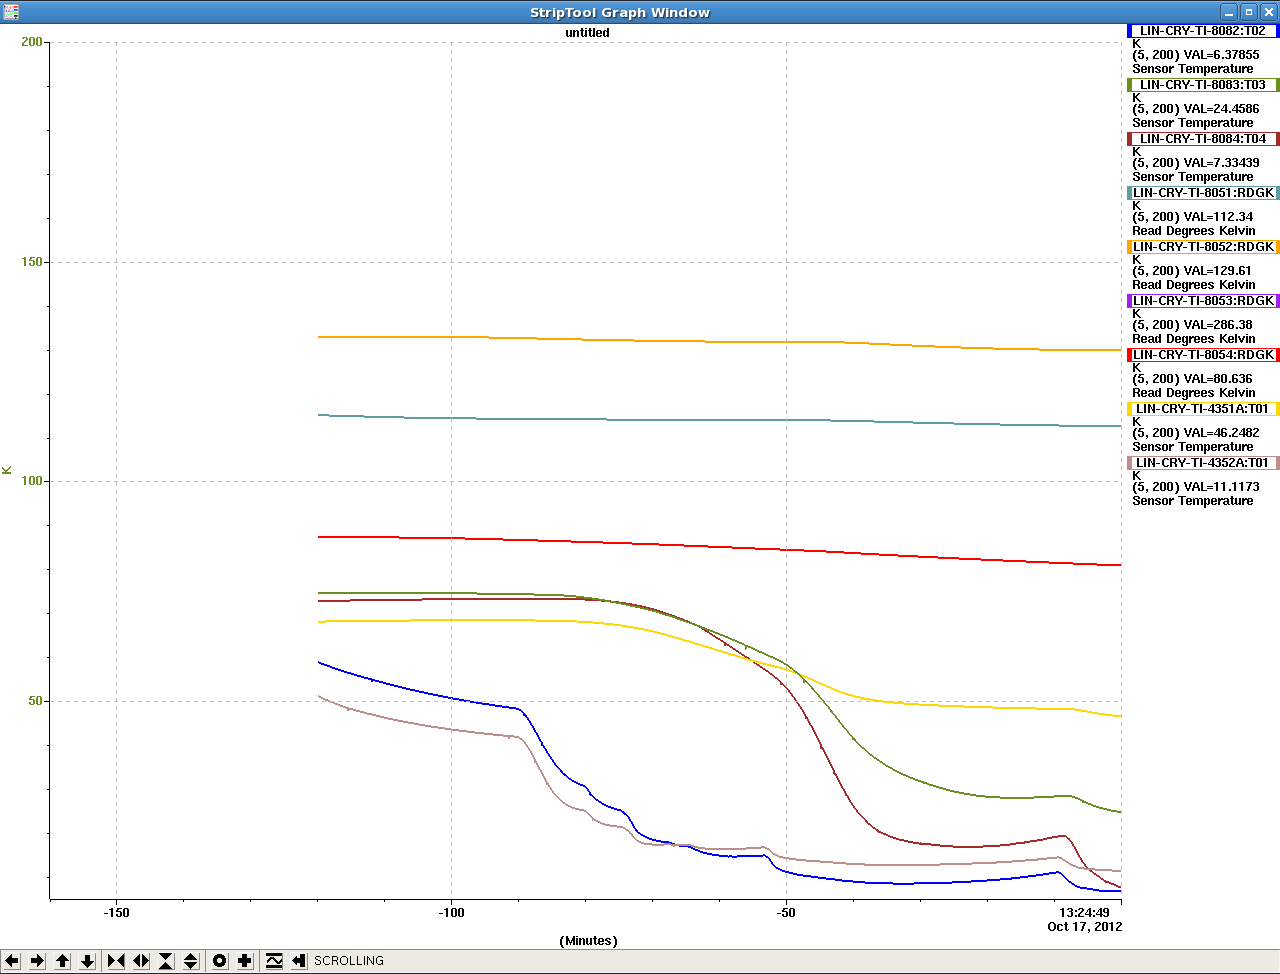 StripTool Graph Window
untitled
200
150
100
50
K
-150
-100
-50
13:24:49
Oct 17, 2012
(Minutes)
LIN-CRY-TI-8082:T02
K
(5, 200) VAL=6.37855
Sensor Temperature
LIN-CRY-TI-8083:T03
K
(5, 200) VAL=24.4586
Sensor Temperature
LIN-CRY-TI-8084:T04
K
(5, 200) VAL=7.33439
Sensor Temperature
LIN-CRY-TI-8051:RDGK
K
(5, 200) VAL=112.34
Read Degrees Kelvin
LIN-CRY-TI-8052:RDGK
K
(5, 200) VAL=129.61
Read Degrees Kelvin
LIN-CRY-TI-8053:RDGK
K
(5, 200) VAL=286.38
Read Degrees Kelvin
LIN-CRY-TI-8054:RDGK
K
(5, 200) VAL=80.636
Read Degrees Kelvin
LIN-CRY-TI-4351A:T01
K
(5, 200) VAL=46.2482
Sensor Temperature
LIN-CRY-TI-4352A:T01
K
(5, 200) VAL=11.1173
Sensor Temperature
SCROLLING